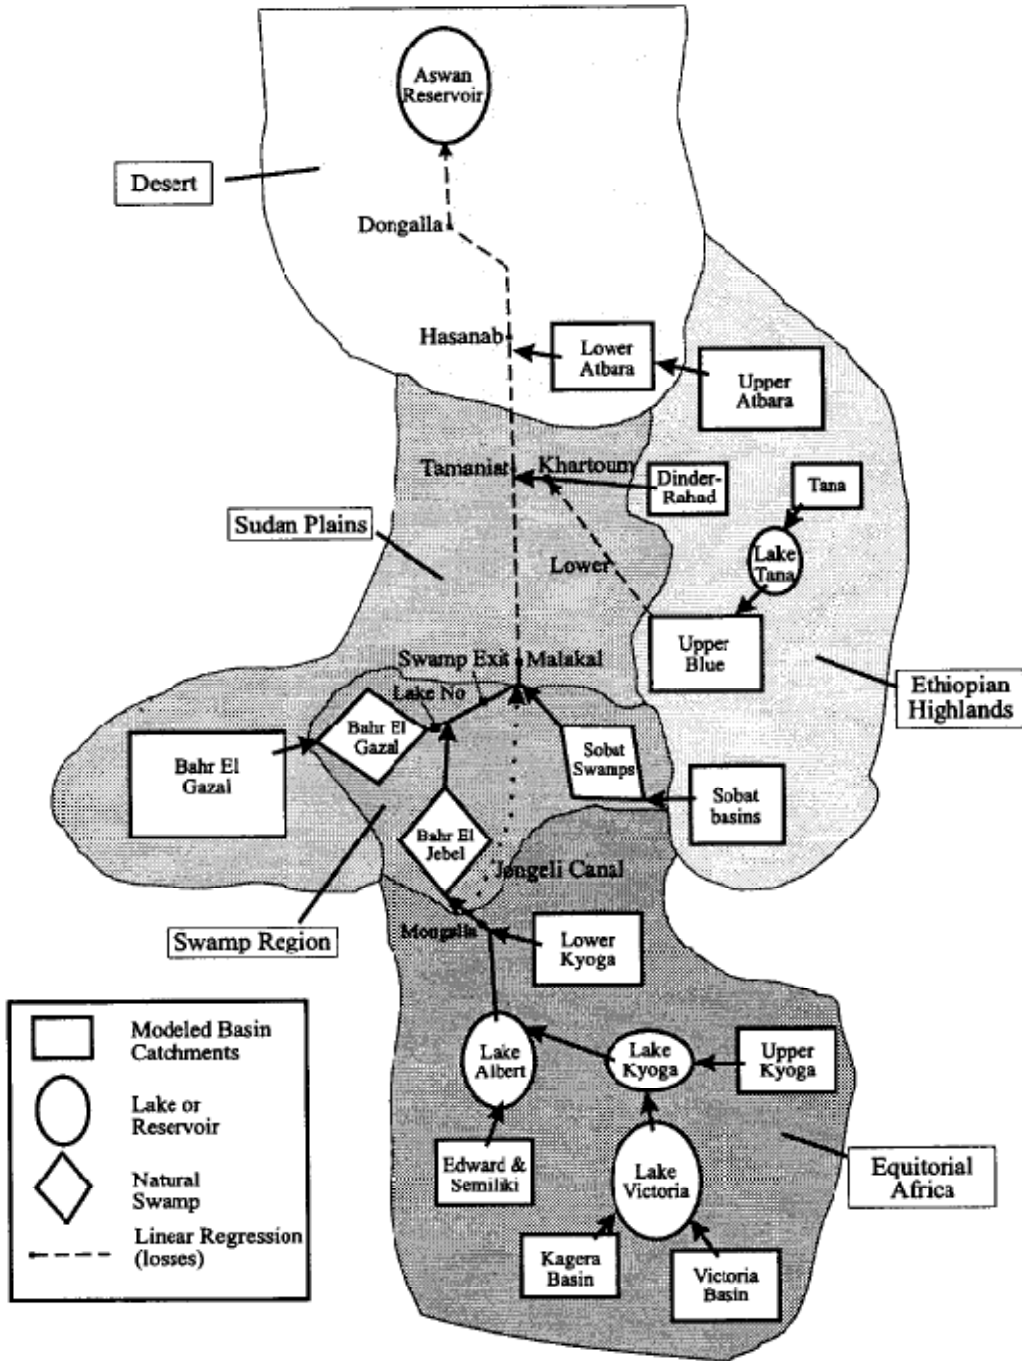 Aswan
Reservoir
Desert
Dongalla
Hasanab
Lower
Atbara
Upper
Atbara
Tamaniat
Khartoum
Dinder-
Rahad
Tana
Sudan Plains
Lower
Lake
Tana
Upper
Blue
Swamp Exit
Malakal
Lake No
Ethiopian
Highlands
Bahr El
Gazal
Bahr El
Gazal
Sobat
Swamps
Sobat
basins
Bahr El
Jebel
Jongeli Canal
Swamp Region
Mongalla
Lower
Kyoga
Modeled Basin
Catchments
Lake or
Reservoir
Natural
Swamp
Linear Regression
(losses)
Lake
Albert
Lake
Kyoga
Upper
Kyoga
Edward &
Semiliki
Lake
Victoria
Equitorial
Africa
Kagera
Basin
Victoria
Basin